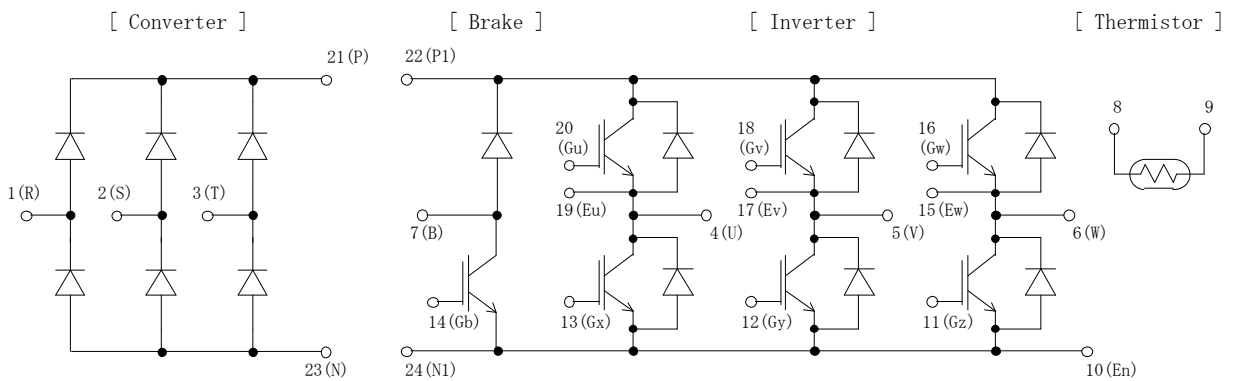 [ Converter ]
[ Brake ]
[ Inverter ]
[ Thermistor ]
21(P)
22(P1)
8
9
20
(Gu)
18
(Gv)
16
(Gw)
1(R)
2(S)
3(T)
19(Eu)
17(Ev)
15(Ew)
7(B)
4(U)
5(V)
6(W)
14(Gb)
13(Gx)
12(Gy)
11(Gz)
23(N)
24(N1)
10(En)